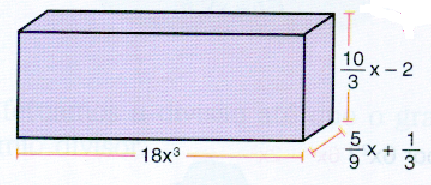 10/3 x − 2
5/9 x + 1/3
18x³